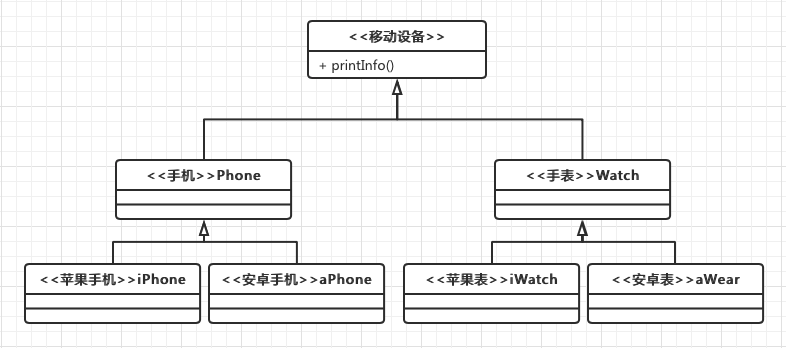 <<移动设备>>
+ printInfo()
<<手机>>Phone
<<手表>>Watch
<<苹果手机>>iPhone
<<安卓手机>>aPhone
<<苹果表>>iWatch
<<安卓表>>aWear